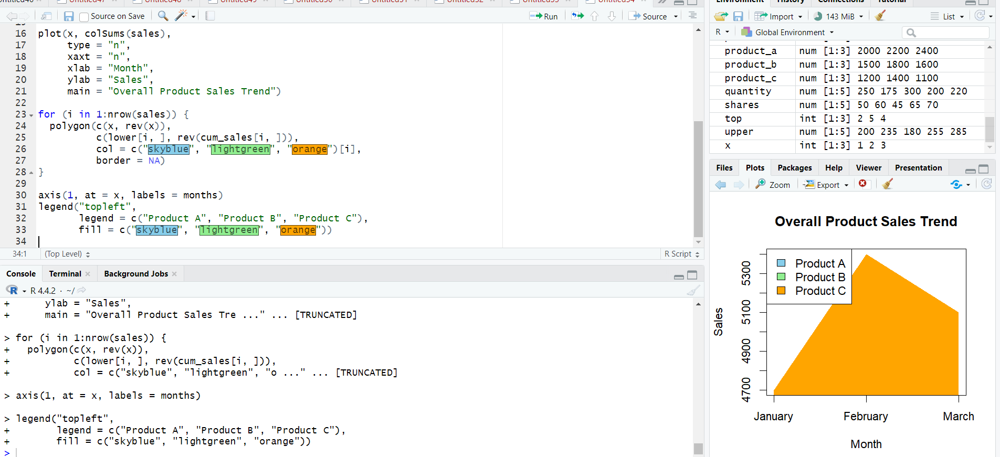 Source on Save
Run
Source
16 plot(x, colSums(sales),
17 type = "n",
18 xaxt = "n",
19 xlab = "Month",
20 ylab = "Sales",
21 main = "Overall Product Sales Trend")
22
23 for (i in 1:nrow(sales)) {
24 polygon(c(x, rev(x)),
25 c(lower[i, ], rev(cum_sales[i, ])),
26 col = c("skyblue", "lightgreen", "orange")[i],
27 border = NA)
28 }
29
30 axis(1, at = x, labels = months)
31 legend("topleft",
32 legend = c("Product A", "Product B", "Product C"),
33 fill = c("skyblue", "lightgreen", "orange"))
34
34:1 (Top Level) R Script
Console Terminal Background Jobs
R 4.4.2 · ~/
+ ylab = "Sales",
+ main = "Overall Product Sales Tre ..." ... [TRUNCATED]
> for (i in 1:nrow(sales)) {
+ polygon(c(x, rev(x)),
+ c(lower[i, ], rev(cum_sales[i, ])),
+ col = c("skyblue", "lightgreen", "o ..." ... [TRUNCATED]
> axis(1, at = x, labels = months)
> legend("topleft",
+ legend = c("Product A", "Product B", "Product C"),
+ fill = c("skyblue", "lightgreen", "orange"))
>
Environment History Connections Tutorial
Import 143 MiB List
R Global Environment
product_a num [1:3] 2000 2200 2400
product_b num [1:3] 1500 1800 1600
product_c num [1:3] 1200 1400 1100
quantity num [1:5] 250 175 300 200 220
shares num [1:5] 50 60 45 65 70
top int [1:3] 2 5 4
upper num [1:5] 200 235 180 255 285
x int [1:3] 1 2 3
Files Plots Packages Help Viewer Presentation
Zoom Export
Overall Product Sales Trend
Product A
Product B
Product C
Sales
5300
5100
4900
4700
January February March
Month